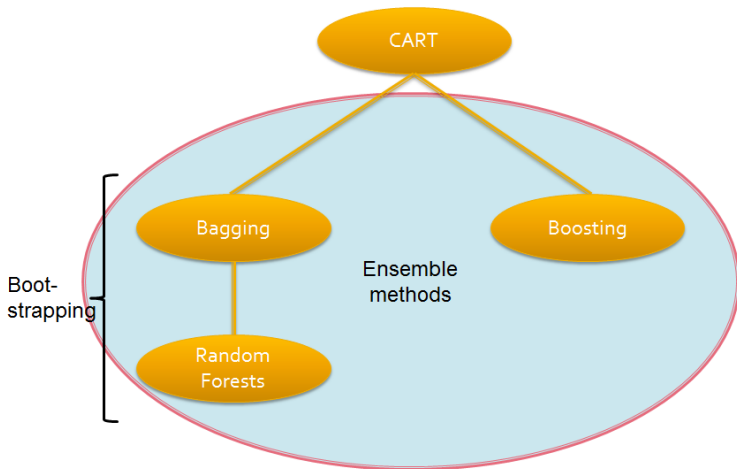 CART
Bagging
Boosting
Ensemble
methods
Boot-
strapping
Random
Forests